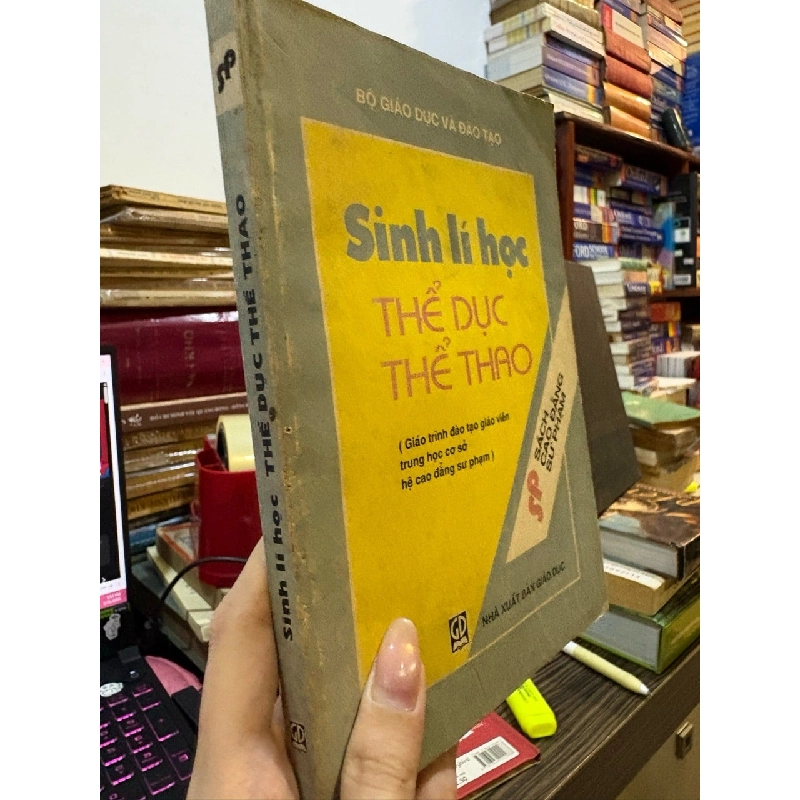 BỘ GIÁO DỤC VÀ ĐÀO TẠO
Sinh lí học
THỂ DỤC
THỂ THAO
( Giáo trình đào tạo giáo viên
trung học cơ sở
hệ cao đẳng sư phạm )
SP
SÁCH
CAO ĐẲNG
SƯ PHẠM
GD
NHÀ XUẤT BẢN GIÁO DỤC
SP
Sinh lí học THỂ DỤC THỂ THAO
GD